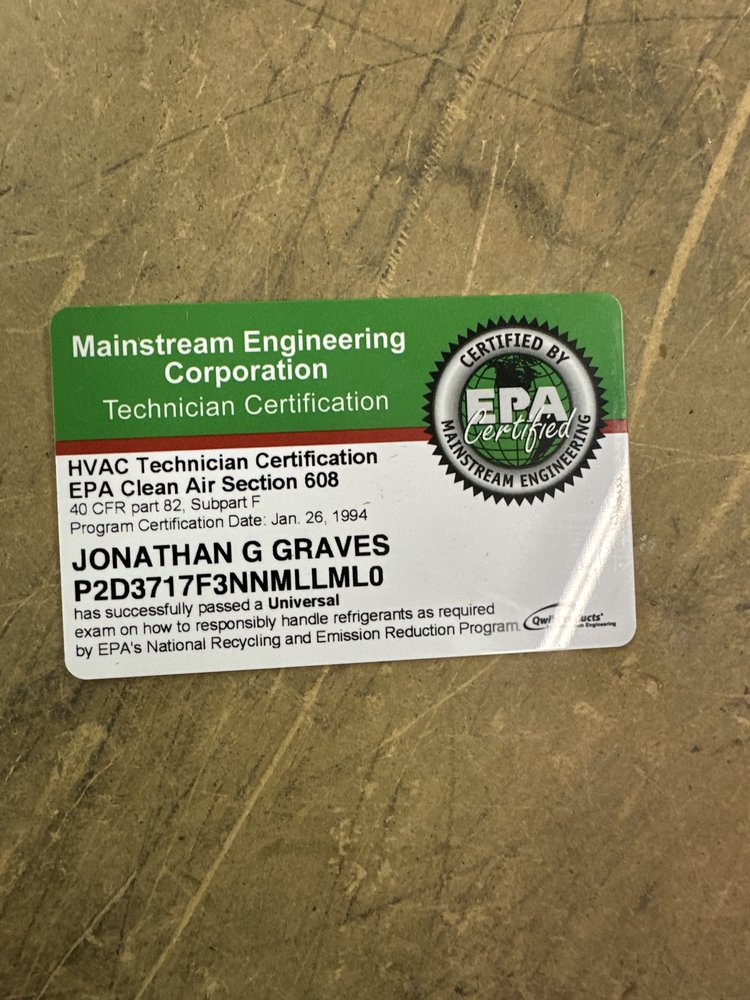 Mainstream Engineering
Corporation
Technician Certification
CERTIFIED BY
EPA
Certified
MAINSTREAM ENGINEERING
HVAC Technician Certification
EPA Clean Air Section 608
40 CFR part 82, Subpart F
Program Certification Date: Jan. 26, 1994
JONATHAN G GRAVES
P2D3717F3NNMLLML0
has successfully passed a Universal
exam on how to responsibly handle refrigerants as required
by EPA's National Recycling and Emission Reduction Program.
Engineering